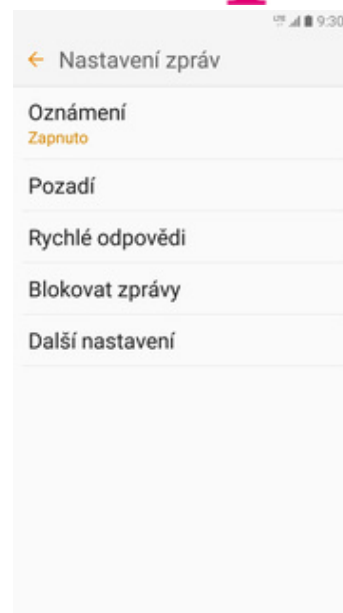 9:30
Nastavení zpráv
Oznámení
Zapnuto
Pozadí
Rychlé odpovědi
Blokovat zprávy
Další nastavení